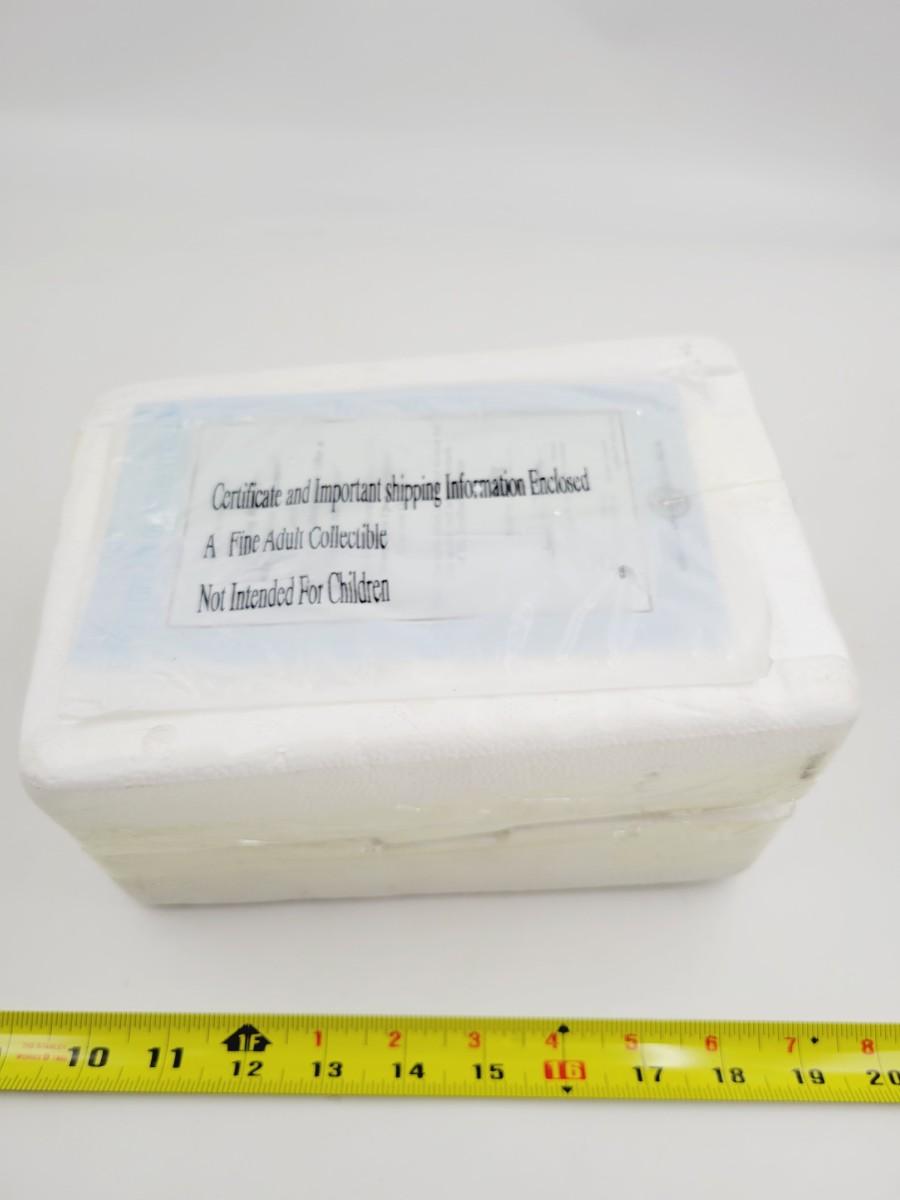 Certificate and Important shipping Information Enclosed
A Fine Adult Collectible
Not Intended For Children
1F 1 2 3 4 5 6 7 8
10 11 12 13 14 15 16 17 18 19 20